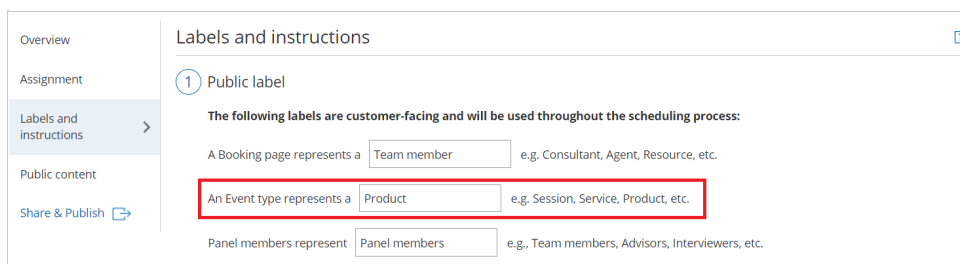 Overview
Assignment
Labels and
instructions
Public content
Share & Publish
Labels and instructions
1 Public label
The following labels are customer-facing and will be used throughout the scheduling process:
A Booking page represents a Team member e.g. Consultant, Agent, Resource, etc.
An Event type represents a Product e.g. Session, Service, Product, etc.
Panel members represent Panel members e.g., Team members, Advisors, Interviewers, etc.